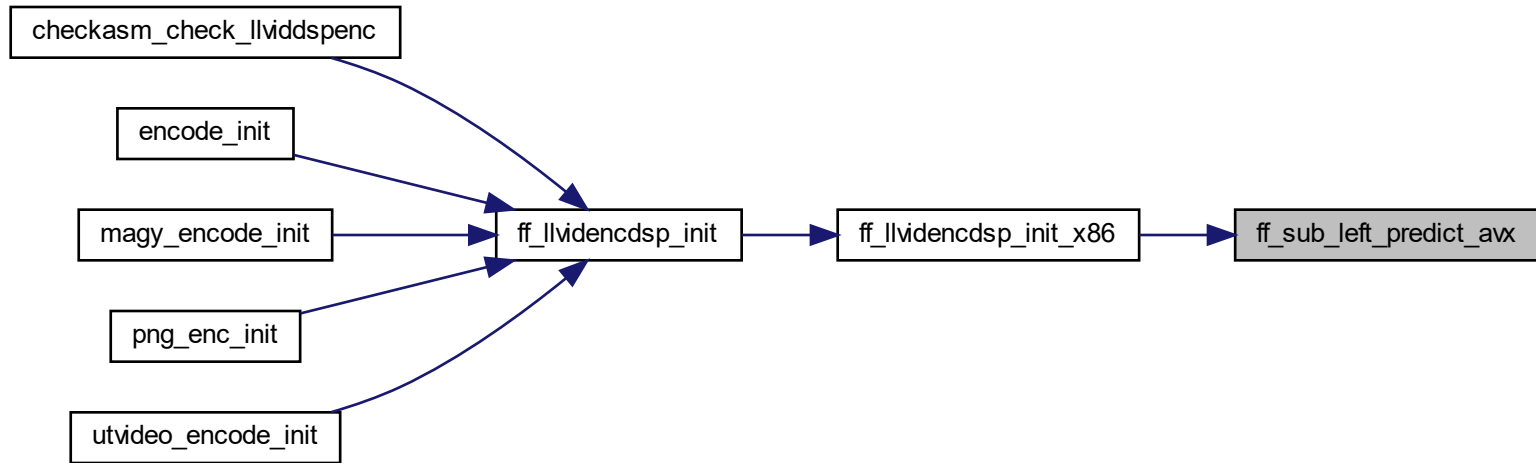 checkasm_check_llviddspenc
encode_init
magy_encode_init
png_enc_init
utvideo_encode_init
ff_llvidencdsp_init
ff_llvidencdsp_init_x86
ff_sub_left_predict_avx